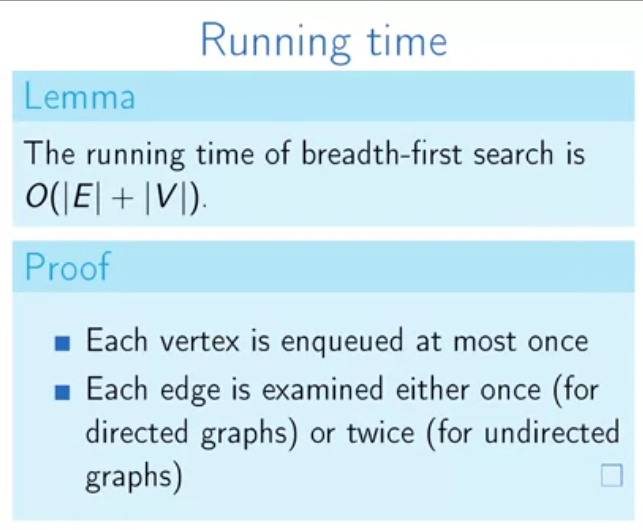 Running time
Lemma
The running time of breadth-first search is
O(|E| + |V|).
Proof
Each vertex is enqueued at most once
Each edge is examined either once (for
directed graphs) or twice (for undirected
graphs)